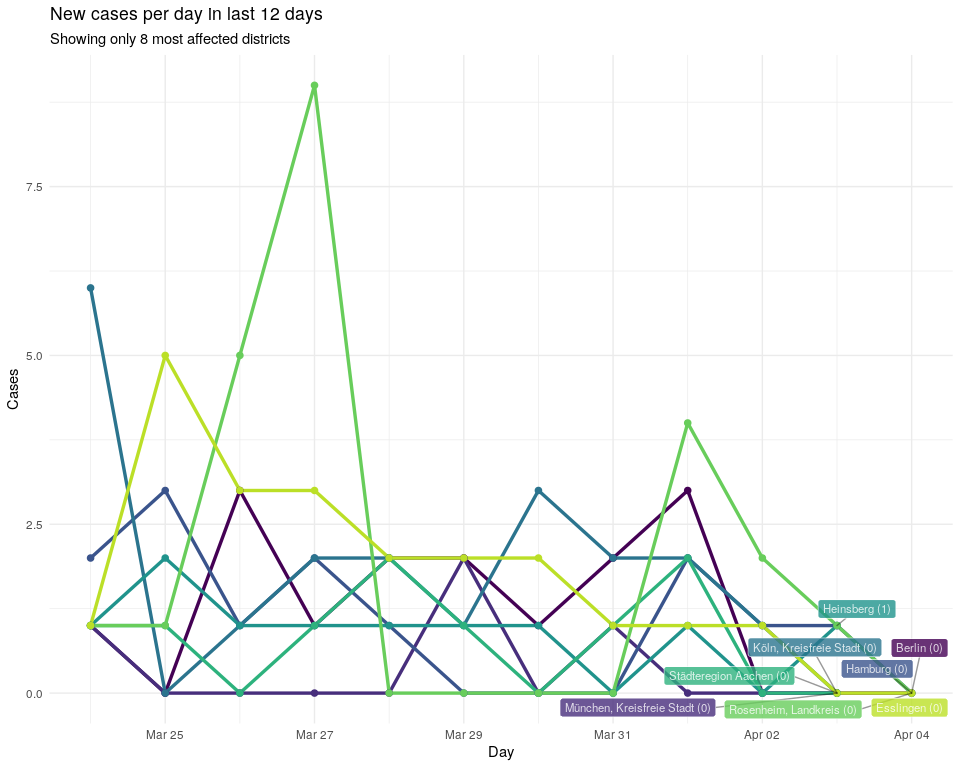 New cases per day in last 12 days
Showing only 8 most affected districts
Cases
7.5
5.0
2.5
0.0
Heinsberg (1)
Köln, Kreisfreie Stadt (0)
Berlin (0)
Hamburg (0)
Städteregion Aachen (0)
München, Kreisfreie Stadt (0)
Rosenheim, Landkreis (0)
Esslingen (0)
Mar 25
Mar 27
Mar 29
Mar 31
Apr 02
Apr 04
Day